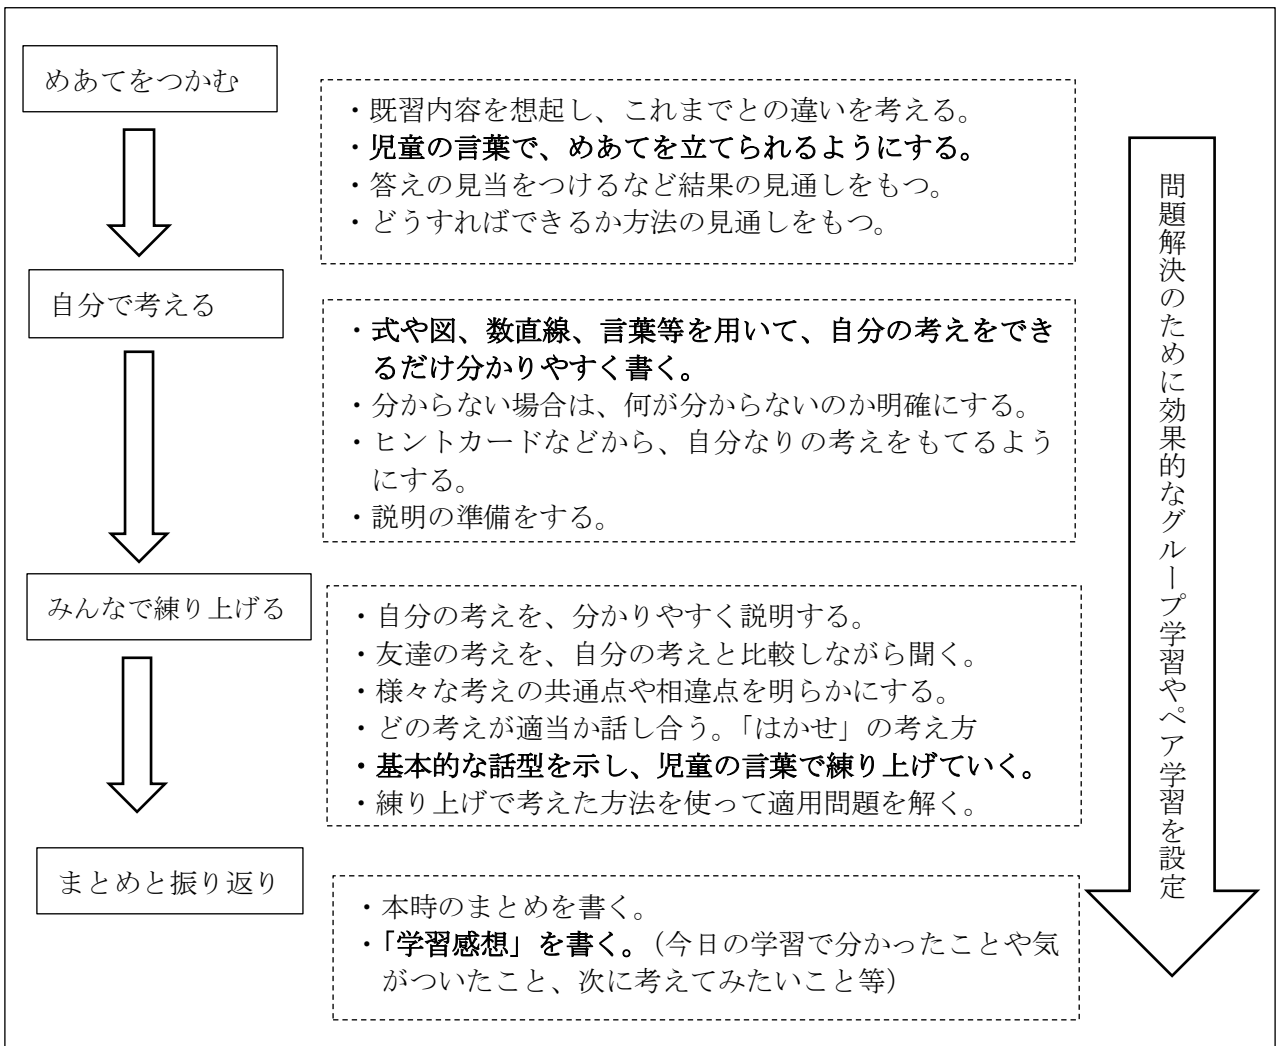 めあてをつかむ
・既習内容を想起し、これまでとの違いを考える。
・児童の言葉で、めあてを立てられるようにする。
・答えの見当をつけるなど結果の見通しをもつ。
・どうすればできるか方法の見通しをもつ。
自分で考える
・式や図、数直線、言葉等を用いて、自分の考えをでき
るだけ分かりやすく書く。
・分からない場合は、何が分からないのか明確にする。
・ヒントカードなどから、自分なりの考えをもてるよう
にする。
・説明の準備をする。
みんなで練り上げる
・自分の考えを、分かりやすく説明する。
・友達の考えを、自分の考えと比較しながら聞く。
・様々な考えの共通点や相違点を明らかにする。
・どの考えが適当か話し合う。「はかせ」の考え方
・基本的な話型を示し、児童の言葉で練り上げていく。
・練り上げで考えた方法を使って適用問題を解く。
まとめと振り返り
・本時のまとめを書く。
・「学習感想」を書く。（今日の学習で分かったことや気
がついたこと、次に考えてみたいこと等）
問題解決のために効果的なグループ学習やペア学習を設定